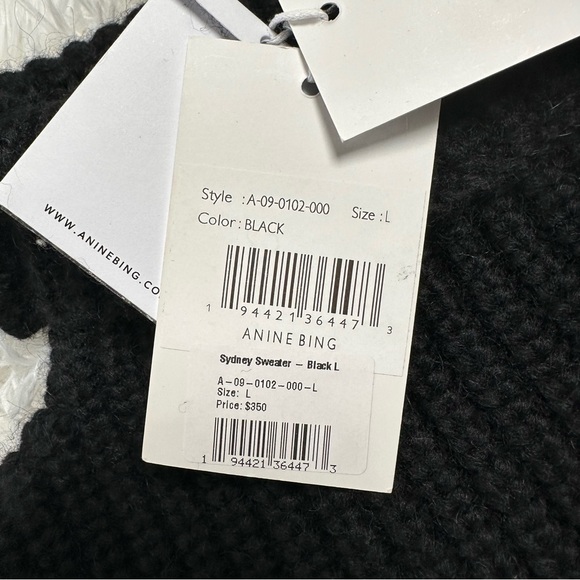 WWW.ANINEBING.CO
Style :A-09-0102-000 Size:L
Color:BLACK
1 94421 36447 3
ANINE BING
Sydney Sweater – Black L
A-09-0102-000-L
Size: L
Price: $350
1 94421 36447 3